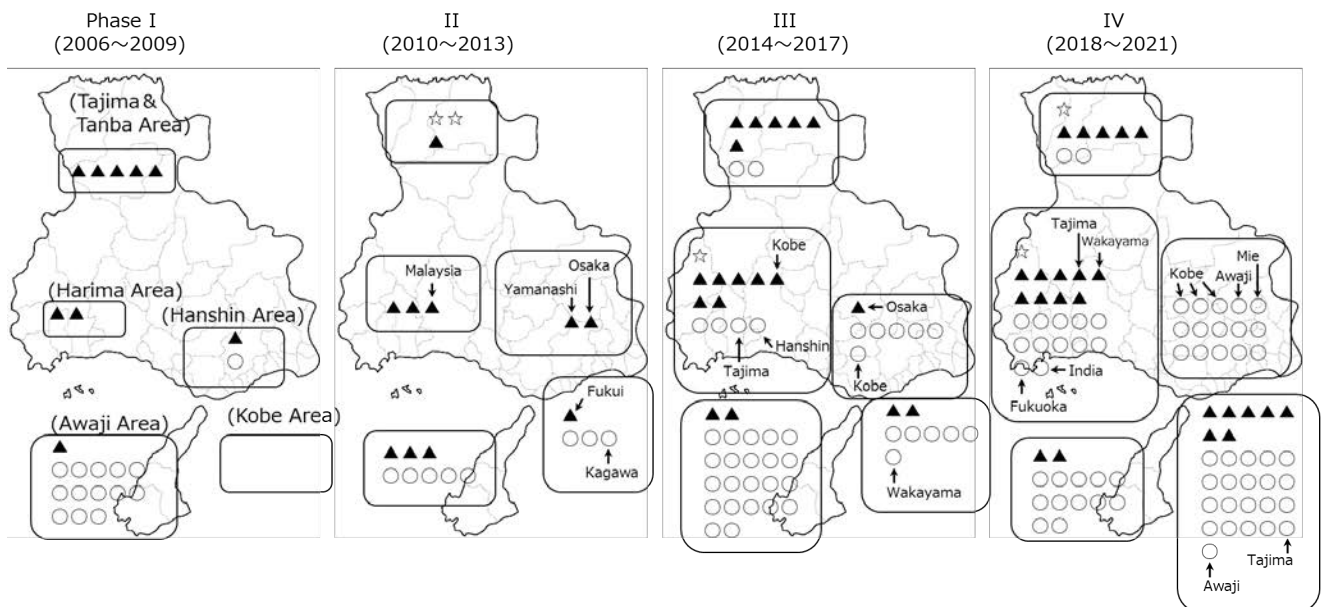 Phase I
(2006～2009)
II
(2010～2013)
III
(2014～2017)
IV
(2018～2021)
(Tajima &
Tanba Area)
(Harima Area)
(Hanshin Area)
(Awaji Area)
(Kobe Area)
Malaysia
Osaka
Yamanashi
Fukui
Kagawa
Kobe
Osaka
Hanshin
Tajima
Kobe
Wakayama
Tajima
Wakayama
Mie
Kobe
Awaji
India
Fukuoka
Tajima
Awaji